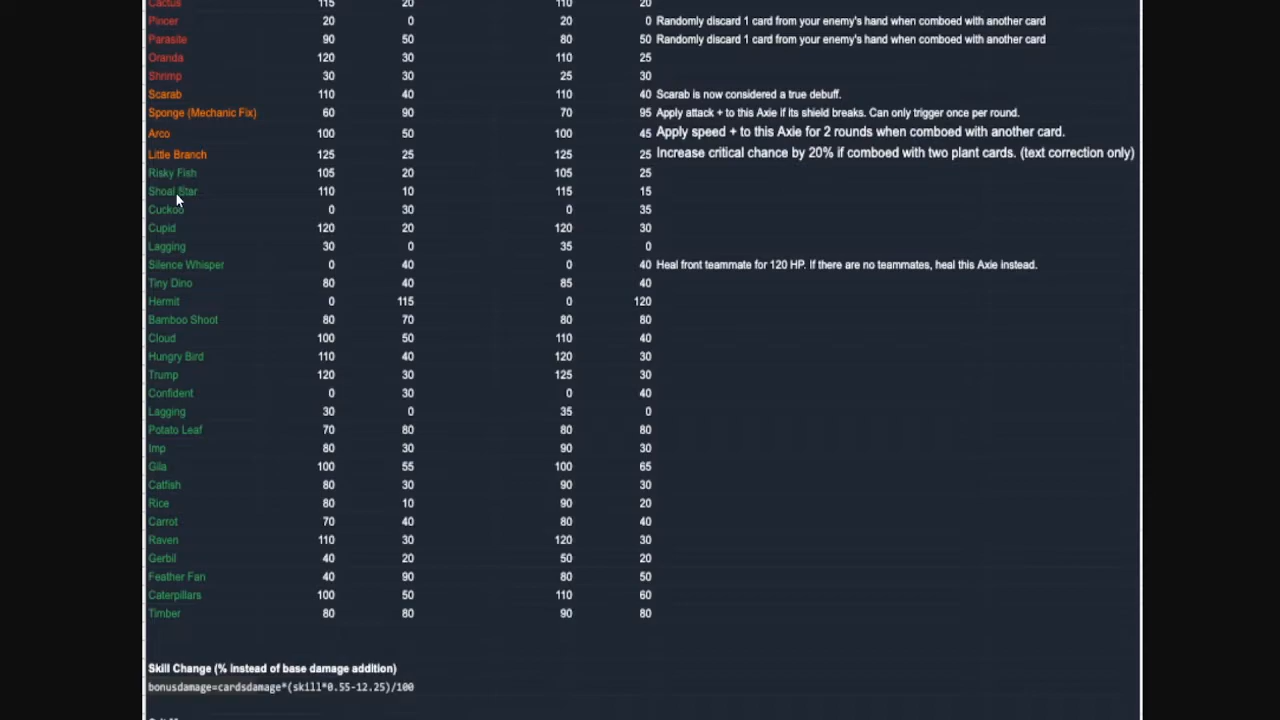 Cactus 115 20 110 20
Pincer 20 0 20 0 Randomly discard 1 card from your enemy's hand when comboed with another card
Parasite 90 50 80 50 Randomly discard 1 card from your enemy's hand when comboed with another card
Oranda 120 30 110 25
Shrimp 30 30 25 30
Scarab 110 40 110 40 Scarab is now considered a true debuff.
Sponge (Mechanic Fix) 60 90 70 95 Apply attack + to this Axie if its shield breaks. Can only trigger once per round.
Arco 100 50 100 45 Apply speed + to this Axie for 2 rounds when comboed with another card.
Little Branch 125 25 125 25 Increase critical chance by 20% if comboed with two plant cards. (text correction only)
Risky Fish 105 20 105 25
Shoal Star 110 10 115 15
Cuckoo 0 30 0 35
Cupid 120 20 120 30
Lagging 30 0 35 0
Silence Whisper 0 40 0 40 Heal front teammate for 120 HP. If there are no teammates, heal this Axie instead.
Tiny Dino 80 40 85 40
Hermit 0 115 0 120
Bamboo Shoot 80 70 80 80
Cloud 100 50 110 40
Hungry Bird 110 40 120 30
Trump 120 30 125 30
Confident 0 30 0 40
Lagging 30 0 35 0
Potato Leaf 70 80 80 80
Imp 80 30 90 30
Gila 100 55 100 65
Catfish 80 30 90 30
Rice 80 10 90 20
Carrot 70 40 80 40
Raven 110 30 120 30
Gerbil 40 20 50 20
Feather Fan 40 90 80 50
Caterpillars 100 50 110 60
Timber 80 80 90 80
Skill Change (% instead of base damage addition)
bonusdamage=cardsdamage*(skill*0.55-12.25)/100